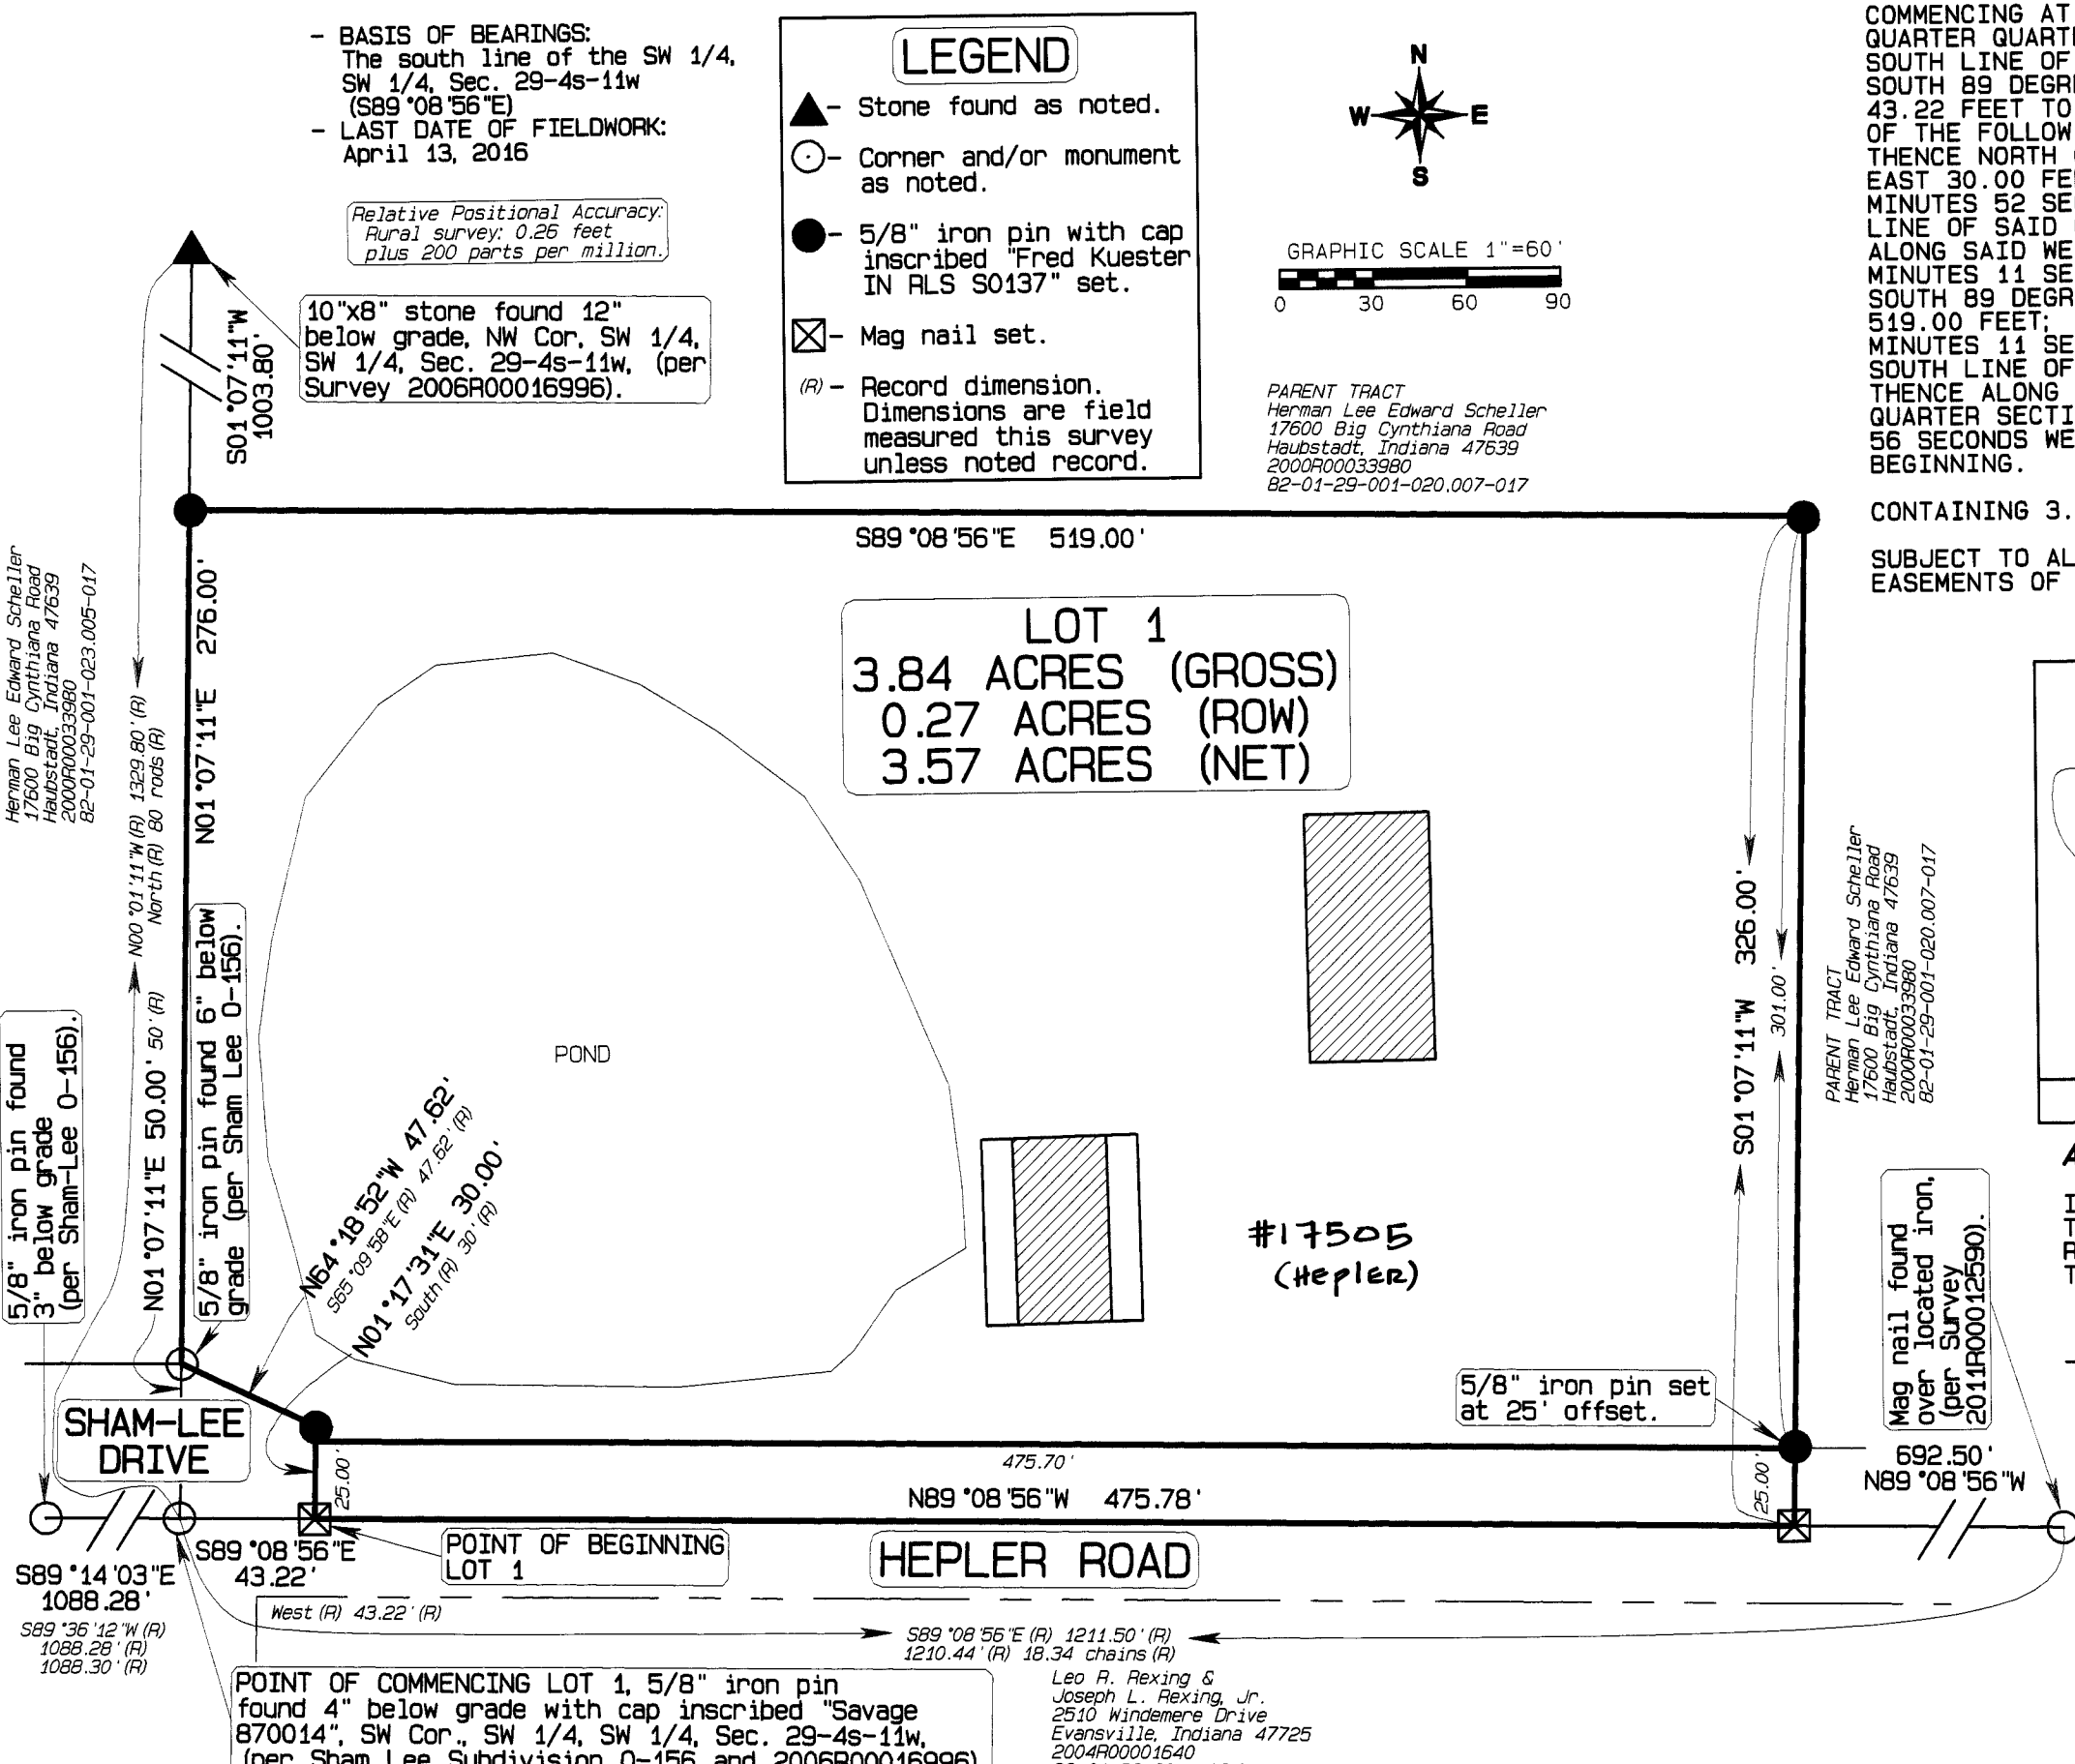 - BASIS OF BEARINGS:
The south line of the SW 1/4,
SW 1/4, Sec. 29-4s-11w
(S89°08'56"E)
- LAST DATE OF FIELDWORK:
April 13, 2016
Relative Positional Accuracy:
Rural survey: 0.26 feet
plus 200 parts per million.
10"x8" stone found 12"
below grade, NW Cor, SW 1/4,
SW 1/4, Sec. 29-4s-11w, (per
Survey 2006R00016996).
S01°07'11"W
1003.80'
LEGEND
- Stone found as noted.
- Corner and/or monument
as noted.
- 5/8" iron pin with cap
inscribed "Fred Kuester
IN RLS S0137" set.
- Mag nail set.
(R) - Record dimension.
Dimensions are field
measured this survey
unless noted record.
N
W E
S
GRAPHIC SCALE 1"=60'
0 30 60 90
PARENT TRACT
Herman Lee Edward Scheller
17600 Big Cynthiana Road
Haubstadt, Indiana 47639
2000R00033980
82-01-29-001-020.007-017
COMMENCING AT
QUARTER QUART
SOUTH LINE OF
SOUTH 89 DEGR
43.22 FEET TO
OF THE FOLLOW
THENCE NORTH
EAST 30.00 FE
MINUTES 52 SE
LINE OF SAID
ALONG SAID WE
MINUTES 11 SE
SOUTH 89 DEGR
519.00 FEET;
MINUTES 11 SE
SOUTH LINE OF
THENCE ALONG
QUARTER SECTI
56 SECONDS WE
BEGINNING.
CONTAINING 3.
SUBJECT TO AL
EASEMENTS OF
S89°08'56"E 519.00'
Herman Lee Edward Scheller
17600 Big Cynthiana Road
Haubstadt, Indiana 47639
2000R00033980
82-01-29-001-023.005-017
N00°01'11"W (R) 1329.80' (R)
North (R) 80 rods (R)
N01°07'11"E 276.00'
LOT 1
3.84 ACRES (GROSS)
0.27 ACRES (ROW)
3.57 ACRES (NET)
POND
S01°07'11"W 326.00'
301.00'
PARENT TRACT
Herman Lee Edward Scheller
17600 Big Cynthiana Road
Haubstadt, Indiana 47639
2000R00033980
82-01-29-001-020.007-017
5/8" iron pin found
3" below grade
(per Sham-Lee O-156).
N01°07'11"E 50.00' 50' (R)
5/8" iron pin found 6" below
grade (per Sham Lee O-156).
N64°18'52"W 47.62'
S65°09'58"E (R) 47.62' (R)
N01°17'31"E 30.00'
South (R) 30' (R)
#17505
(HEPLER)
Mag nail found
over located iron,
(per Survey
2011R00012590).
5/8" iron pin set
at 25' offset.
SHAM-LEE
DRIVE
25.00'
475.70'
25.00'
692.50'
N89°08'56"W
N89°08'56"W 475.78'
S89°08'56"E
43.22'
POINT OF BEGINNING
LOT 1
HEPLER ROAD
S89°14'03"E
1088.28'
S89°36'12"W (R)
1088.28' (R)
1088.30' (R)
West (R) 43.22' (R)
S89°08'56"E (R) 1211.50' (R)
1210.44' (R) 18.34 chains (R)
POINT OF COMMENCING LOT 1, 5/8" iron pin
found 4" below grade with cap inscribed "Savage
870014", SW Cor., SW 1/4, SW 1/4, Sec. 29-4s-11w,
(per Sham Lee Subdivision O-156 and 2006R00016996)
Leo R. Rexing &
Joseph L. Rexing, Jr.
2510 Windemere Drive
Evansville, Indiana 47725
2004R00001640